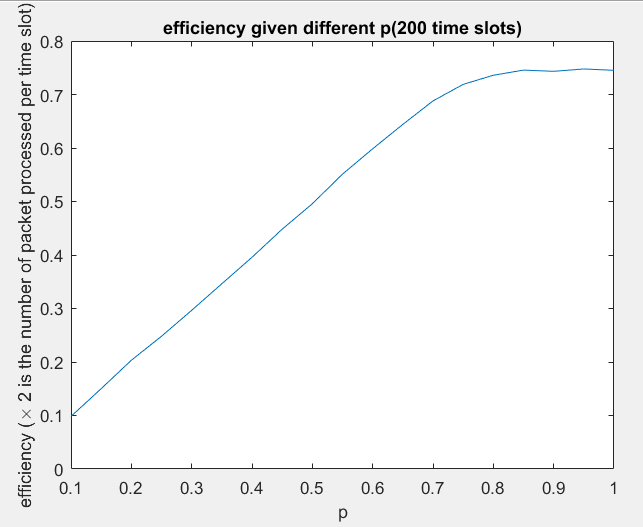 efficiency given different p(200 time slots)
efficiency (× 2 is the number of packet processed per time slot)
0.8
0.7
0.6
0.5
0.4
0.3
0.2
0.1
0
0.1 0.2 0.3 0.4 0.5 0.6 0.7 0.8 0.9 1
p